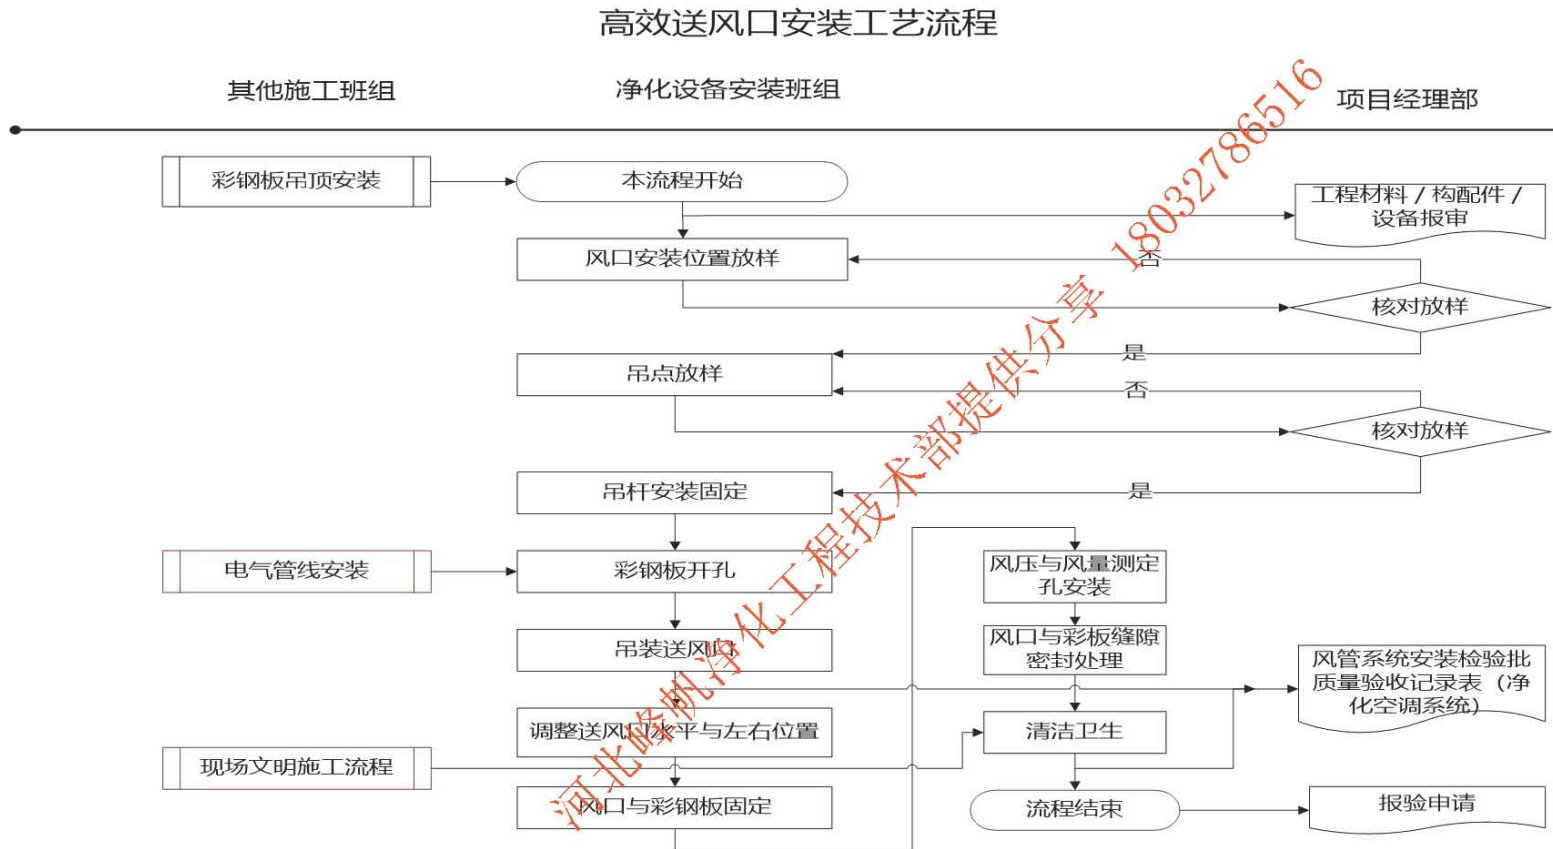 高效送风口安装工艺流程
其他施工班组
净化设备安装班组
项目经理部
彩钢板吊顶安装
本流程开始
工程材料 / 构配件 /
设备报审
风口安装位置放样
否
核对放样
是
吊点放样
否
核对放样
吊杆安装固定
是
电气管线安装
彩钢板开孔
风压与风量测定
孔安装
吊装送风口
风口与彩板缝隙
密封处理
风管系统安装检验批
质量验收记录表（净
化空调系统）
调整送风口水平与左右位置
清洁卫生
现场文明施工流程
风口与彩钢板固定
流程结束
报验申请
河北峰帆净化工程技术部提供分享 18032786516